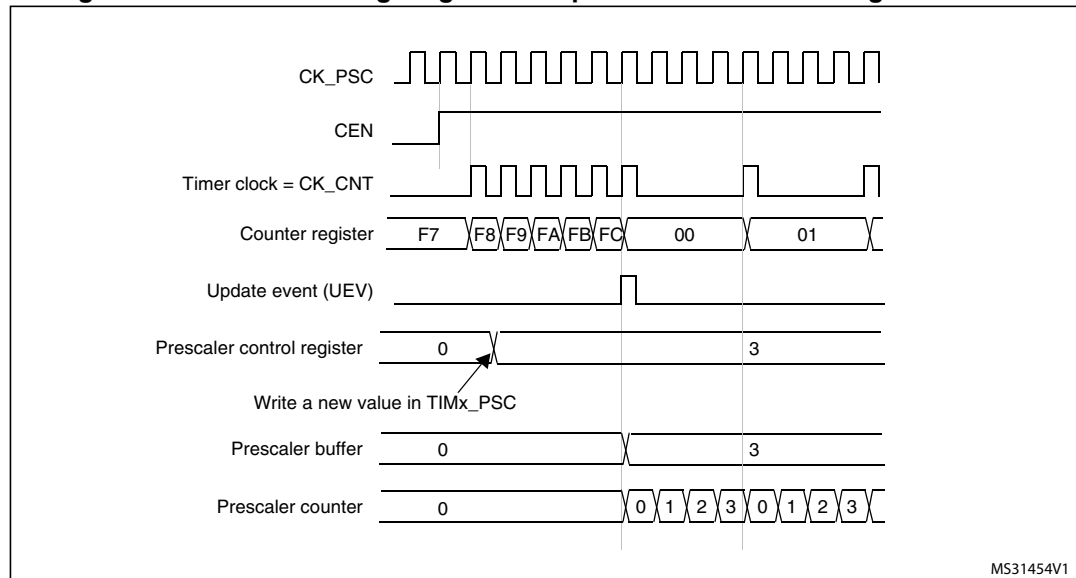 CK_PSC
CEN
Timer clock = CK_CNT
Counter register F7 F8 F9 FA FB FC 00 01
Update event (UEV)
Prescaler control register 0 3
Write a new value in TIMx_PSC
Prescaler buffer 0 3
Prescaler counter 0 0 1 2 3 0 1 2 3
MS31454V1